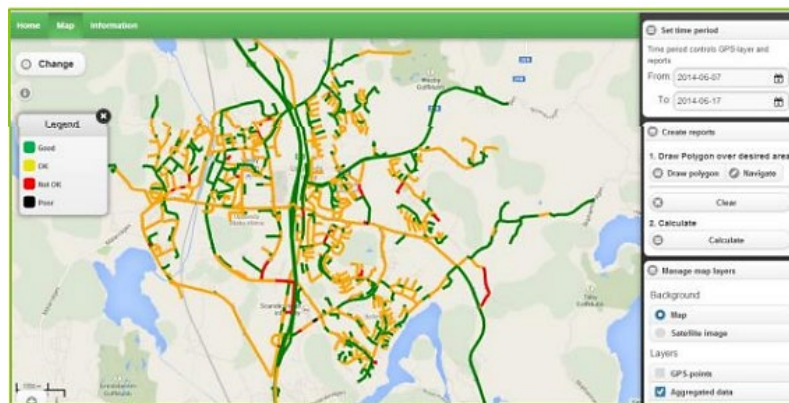 Home Map Information
Change
Legend
Good
OK
Not OK
Poor
Set time period
Time period controls GPS-layer and
reports
From: 2014-06-07
To: 2014-06-17
Create reports
1. Draw Polygon over desired area
Draw polygon Navigate
Clear
2. Calculate
Calculate
Manage map layers
Background
Map
Satellite image
Layers
GPS-points
Aggregated data